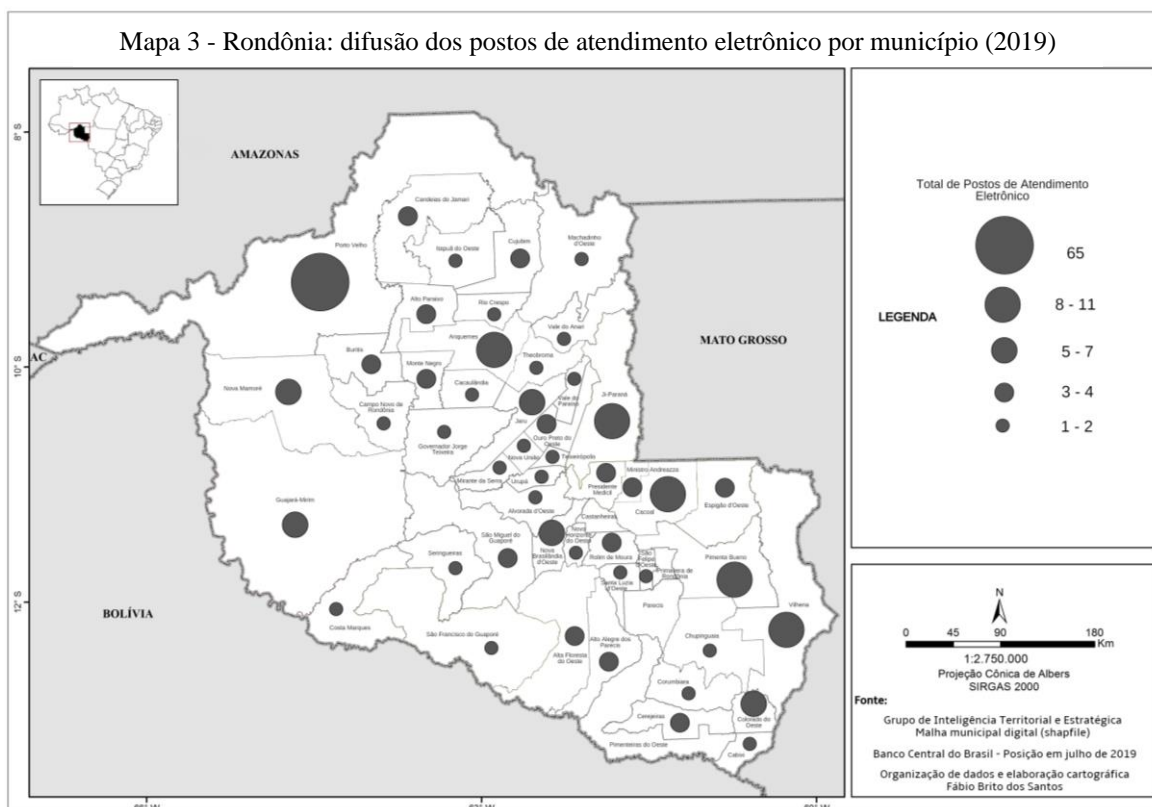 Mapa 3 - Rondônia: difusão dos postos de atendimento eletrônico por município (2019)
8° S
AMAZONAS
Candeias do Jamari
Porto Velho
Itapuã do Oeste
Cujubim
Machadinho
d'Oeste
Alto Paraíso
Rio Crespo
Ariquemes
Vale do Anari
MATO GROSSO
AC
10° S
Buritis
Monte Negro
Theobroma
Nova Mamoré
Cacaulândia
Vale do
Paraíso
Ji-Paraná
Campo Novo de
Rondônia
Jaru
Governador Jorge
Teixeira
Ouro Preto do
Oeste
Nova União
Teixeirópolis
Mirante da Serra
Urupá
Presidente
Médici
Ministro Andreazza
Cacoal
Espigão d'Oeste
Guajará-Mirim
Alvorada d'Oeste
Castanheiras
São Miguel do
Guaporé
Seringueiras
Nova
Brasilândia
d'Oeste
Novo
Horizonte
do Oeste
Rolim de Moura
São
Felipe
D'Oeste
Primavera de
Rondônia
Pimenta Bueno
Santa Luzia
d'Oeste
12° S
BOLÍVIA
Costa Marques
Parecis
Vilhena
São Francisco do Guaporé
Alta Floresta
do Oeste
Alto Alegre dos
Parecis
Chupinguaia
Corumbiara
Cerejeiras
Colorado do
Oeste
Pimenteiras do Oeste
Cabixi
Total de Postos de Atendimento
Eletrônico
65
LEGENDA
8 - 11
5 - 7
3 - 4
1 - 2
N
0 45 90 180
Km
1:2.750.000
Projeção Cônica de Albers
SIRGAS 2000
Fonte:
Grupo de Inteligência Territorial e Estratégica
Malha municipal digital (shapfile)
Banco Central do Brasil - Posição em julho de 2019
Organização de dados e elaboração cartográfica
Fábio Brito dos Santos